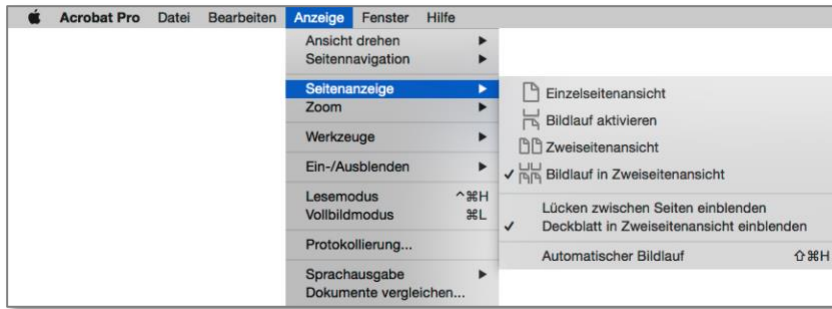 Acrobat Pro Datei Bearbeiten Anzeige Fenster Hilfe
Ansicht drehen
Seitennavigation
Seitenanzeige
Zoom
Werkzeuge
Ein-/Ausblenden
Lesemodus ^⌘H
Vollbildmodus ⌘L
Protokollierung...
Sprachausgabe
Dokumente vergleichen...
Einzelseitenansicht
Bildlauf aktivieren
Zweiseitenansicht
Bildlauf in Zweiseitenansicht
Lücken zwischen Seiten einblenden
Deckblatt in Zweiseitenansicht einblenden
Automatischer Bildlauf ⇧⌘H